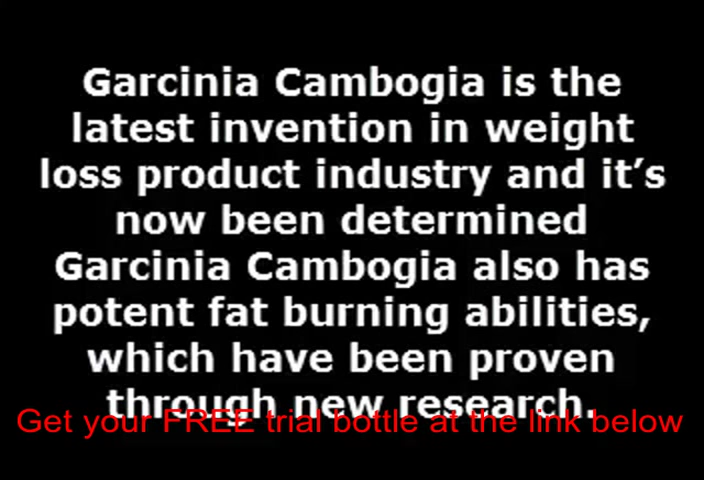 Garcinia Cambogia is the
latest invention in weight
loss product industry and it’s
now been determined
Garcinia Cambogia also has
potent fat burning abilities,
which have been proven
through new research.
Get your FREE trial bottle at the link below